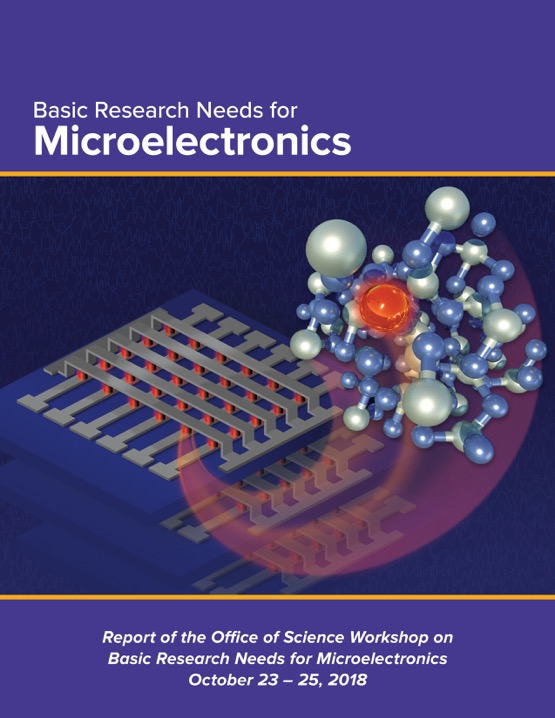 Basic Research Needs for
Microelectronics
Report of the Office of Science Workshop on
Basic Research Needs for Microelectronics
October 23 – 25, 2018